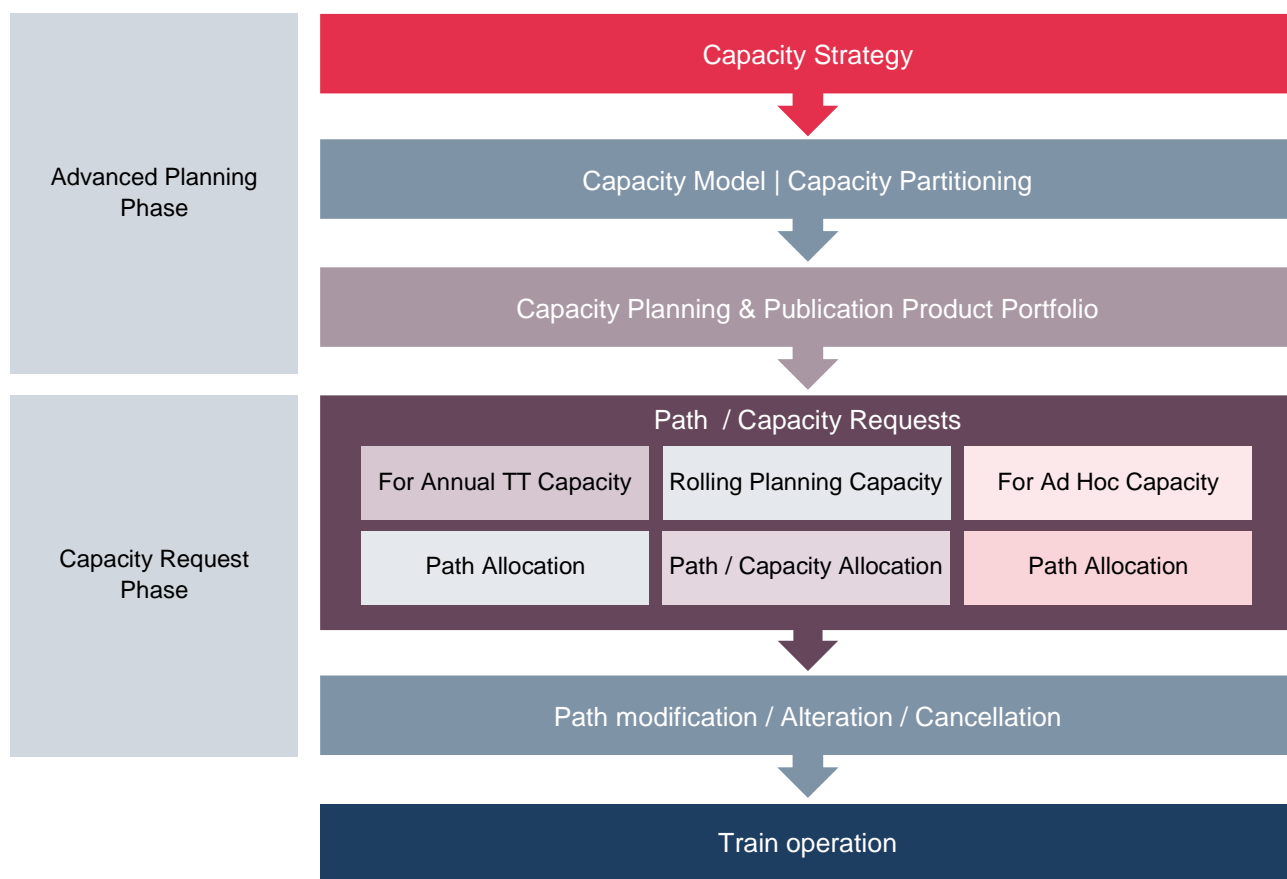 Capacity Strategy
Advanced Planning
Phase
Capacity Model | Capacity Partitioning
Capacity Planning & Publication Product Portfolio
Path / Capacity Requests
For Annual TT Capacity
Rolling Planning Capacity
For Ad Hoc Capacity
Path Allocation
Path / Capacity Allocation
Path Allocation
Capacity Request
Phase
Path modification / Alteration / Cancellation
Train operation